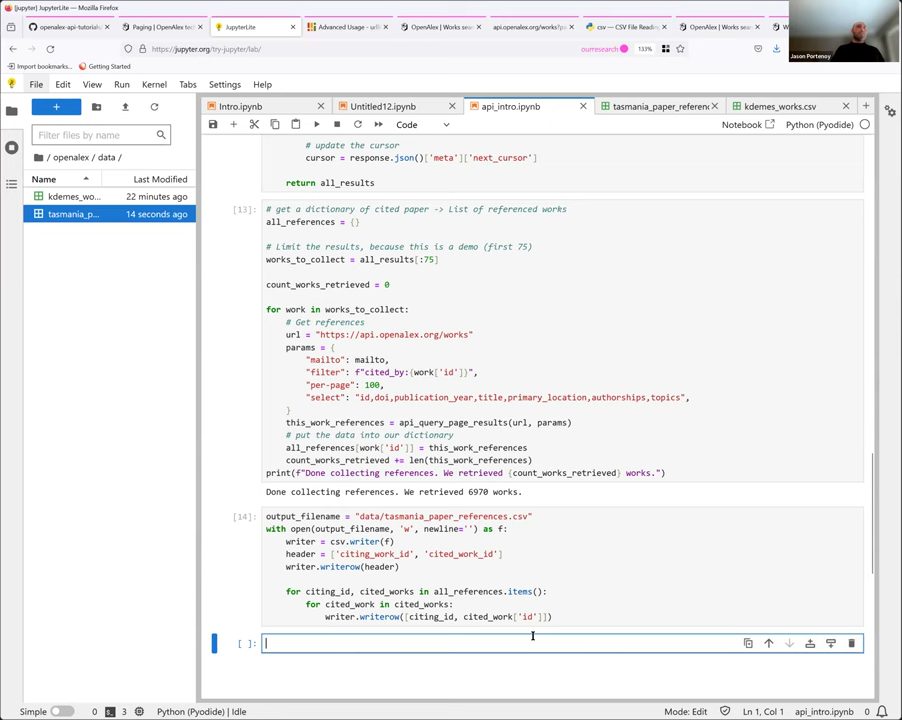 [jupyter] JupyterLite — Mozilla Firefox
openalex-api-tutorials
Paging | OpenAlex tec
JupyterLite
Advanced Usage - urlli
OpenAlex | Works sear
api.openalex.org/works?pa
csv — CSV File Reading
OpenAlex | Works sear
https://jupyter.org/try-jupyter/lab/
ourresearch
133%
Jason Portenoy
Import bookmarks...
Getting Started
File Edit View Run Kernel Tabs Settings Help
Intro.ipynb
Untitled12.ipynb
api_intro.ipynb
tasmania_paper_referenc
kdemes_works.csv
Code
Notebook
Python (Pyodide)
Filter files by name
/ openalex / data /
Name Last Modified
kdemes_wo... 22 minutes ago
tasmania_p... 14 seconds ago
# update the cursor
cursor = response.json()['meta']['next_cursor']
return all_results
[13]:
# get a dictionary of cited paper -> List of referenced works
all_references = {}
# Limit the results, because this is a demo (first 75)
works_to_collect = all_results[:75]
count_works_retrieved = 0
for work in works_to_collect:
# Get references
url = "https://api.openalex.org/works"
params = {
"mailto": mailto,
"filter": f"cited_by:{work['id']}",
"per-page": 100,
"select": "id,doi,publication_year,title,primary_location,authorships,topics",
}
this_work_references = api_query_page_results(url, params)
# put the data into our dictionary
all_references[work['id']] = this_work_references
count_works_retrieved += len(this_work_references)
print(f"Done collecting references. We retrieved {count_works_retrieved} works.")
Done collecting references. We retrieved 6970 works.
[14]:
output_filename = "data/tasmania_paper_references.csv"
with open(output_filename, 'w', newline='') as f:
writer = csv.writer(f)
header = ['citing_work_id', 'cited_work_id']
writer.writerow(header)
for citing_id, cited_works in all_references.items():
for cited_work in cited_works:
writer.writerow([citing_id, cited_work['id']])
[ ]:
Simple 0 3 Python (Pyodide) | Idle
Mode: Edit Ln 1, Col 1 api_intro.ipynb 0